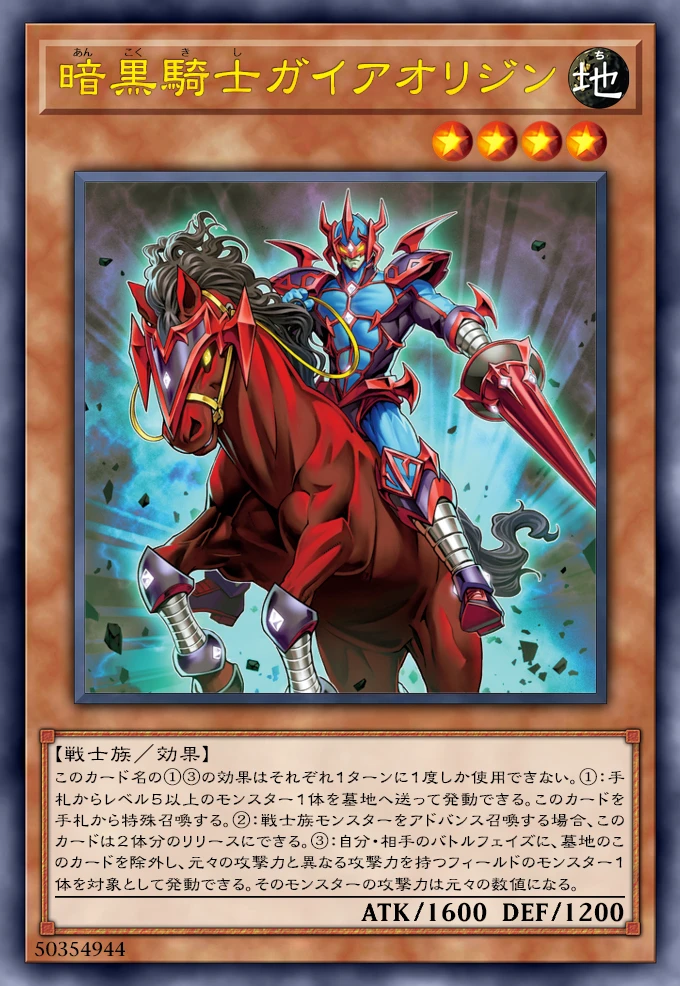 あんこくきし
暗黒騎士ガイアオリジン
ち
地
【戦士族／効果】
このカード名の①③の効果はそれぞれ1ターンに1度しか使用できない。①：手
札からレベル5以上のモンスター1体を墓地へ送って発動できる。このカードを
手札から特殊召喚する。②：戦士族モンスターをアドバンス召喚する場合、この
カードは2体分のリリースにできる。③：自分・相手のバトルフェイズに、墓地のこ
のカードを除外し、元々の攻撃力と異なる攻撃力を持つフィールドのモンスター1
体を対象として発動できる。そのモンスターの攻撃力は元々の数値になる。
ATK/1600 DEF/1200
50354944